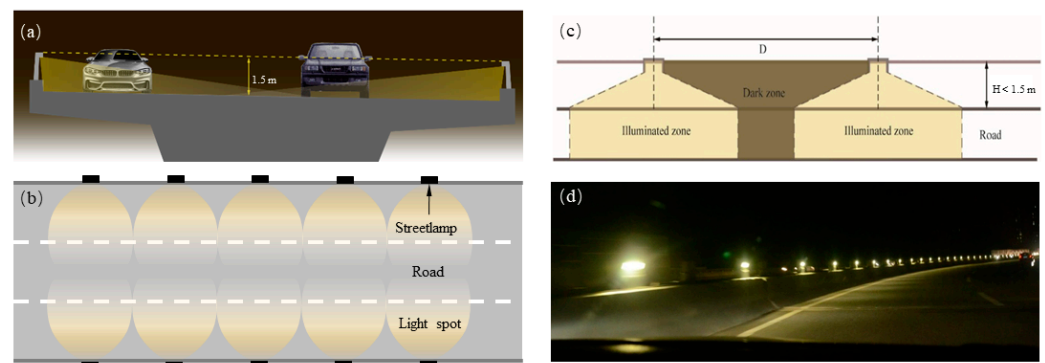 (a)
1.5 m
(b)
Streetlamp
Road
Light spot
(c)
D
Dark zone
H < 1.5 m
Illuminated zone
Illuminated zone
Road
(d)